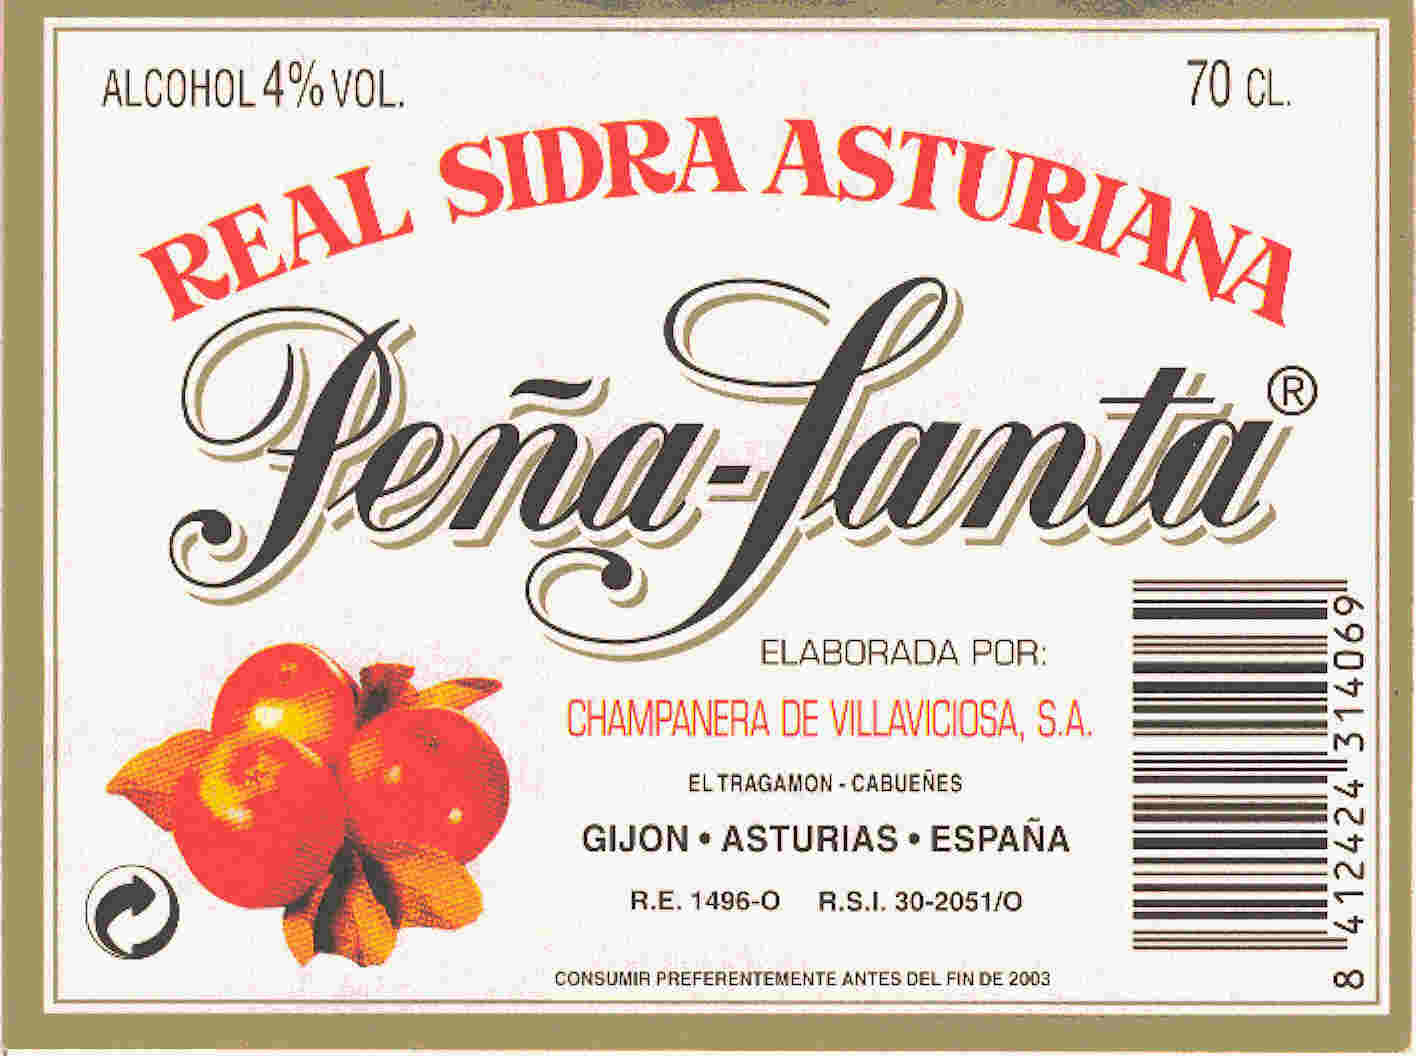 ALCOHOL 4% VOL.
70 CL.
REAL SIDRA ASTURIANA
Peña-Santa ®
ELABORADA POR:
CHAMPANERA DE VILLAVICIOSA, S.A.
EL TRAGAMON - CABUEÑES
GIJON • ASTURIAS • ESPAÑA
R.E. 1496-O R.S.I. 30-2051/O
CONSUMIR PREFERENTEMENTE ANTES DEL FIN DE 2003
8 412424 314069